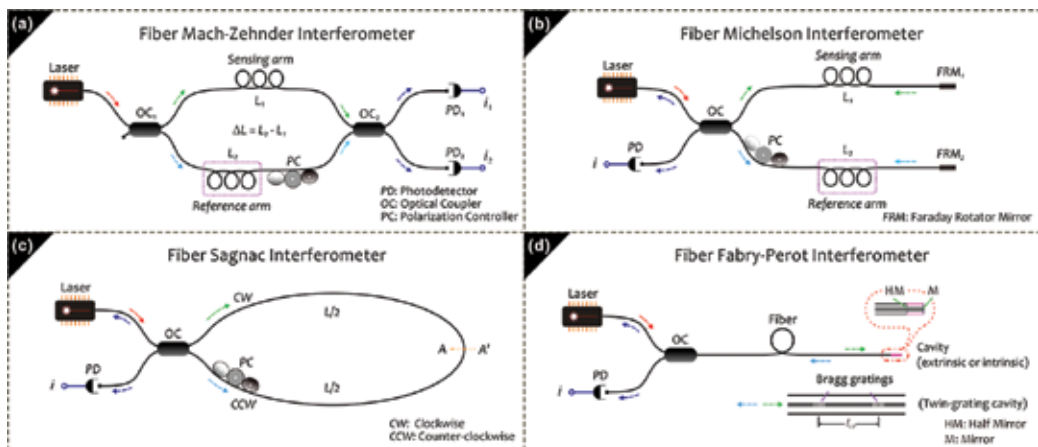 (a)
Fiber Mach-Zehnder Interferometer
Laser
Sensing arm
L₁
OC₁
OC₂
ΔL = L₂ - L₁
L₂
PC
Reference arm
PD₁
i₁
PD₂
i₂
PD: Photodetector
OC: Optical Coupler
PC: Polarization Controller
(b)
Fiber Michelson Interferometer
Laser
Sensing arm
L₁
FRM₁
OC
PD
i
PC
L₂
FRM₂
Reference arm
FRM: Faraday Rotator Mirror
(c)
Fiber Sagnac Interferometer
Laser
CW
L/2
OC
PC
A
A'
PD
i
CCW
L/2
CW: Clockwise
CCW: Counter-clockwise
(d)
Fiber Fabry-Perot Interferometer
HM
M
Laser
Fiber
OC
Cavity
(extrinsic or intrinsic)
PD
i
Bragg gratings
(Twin-grating cavity)
HM: Half Mirror
M: Mirror